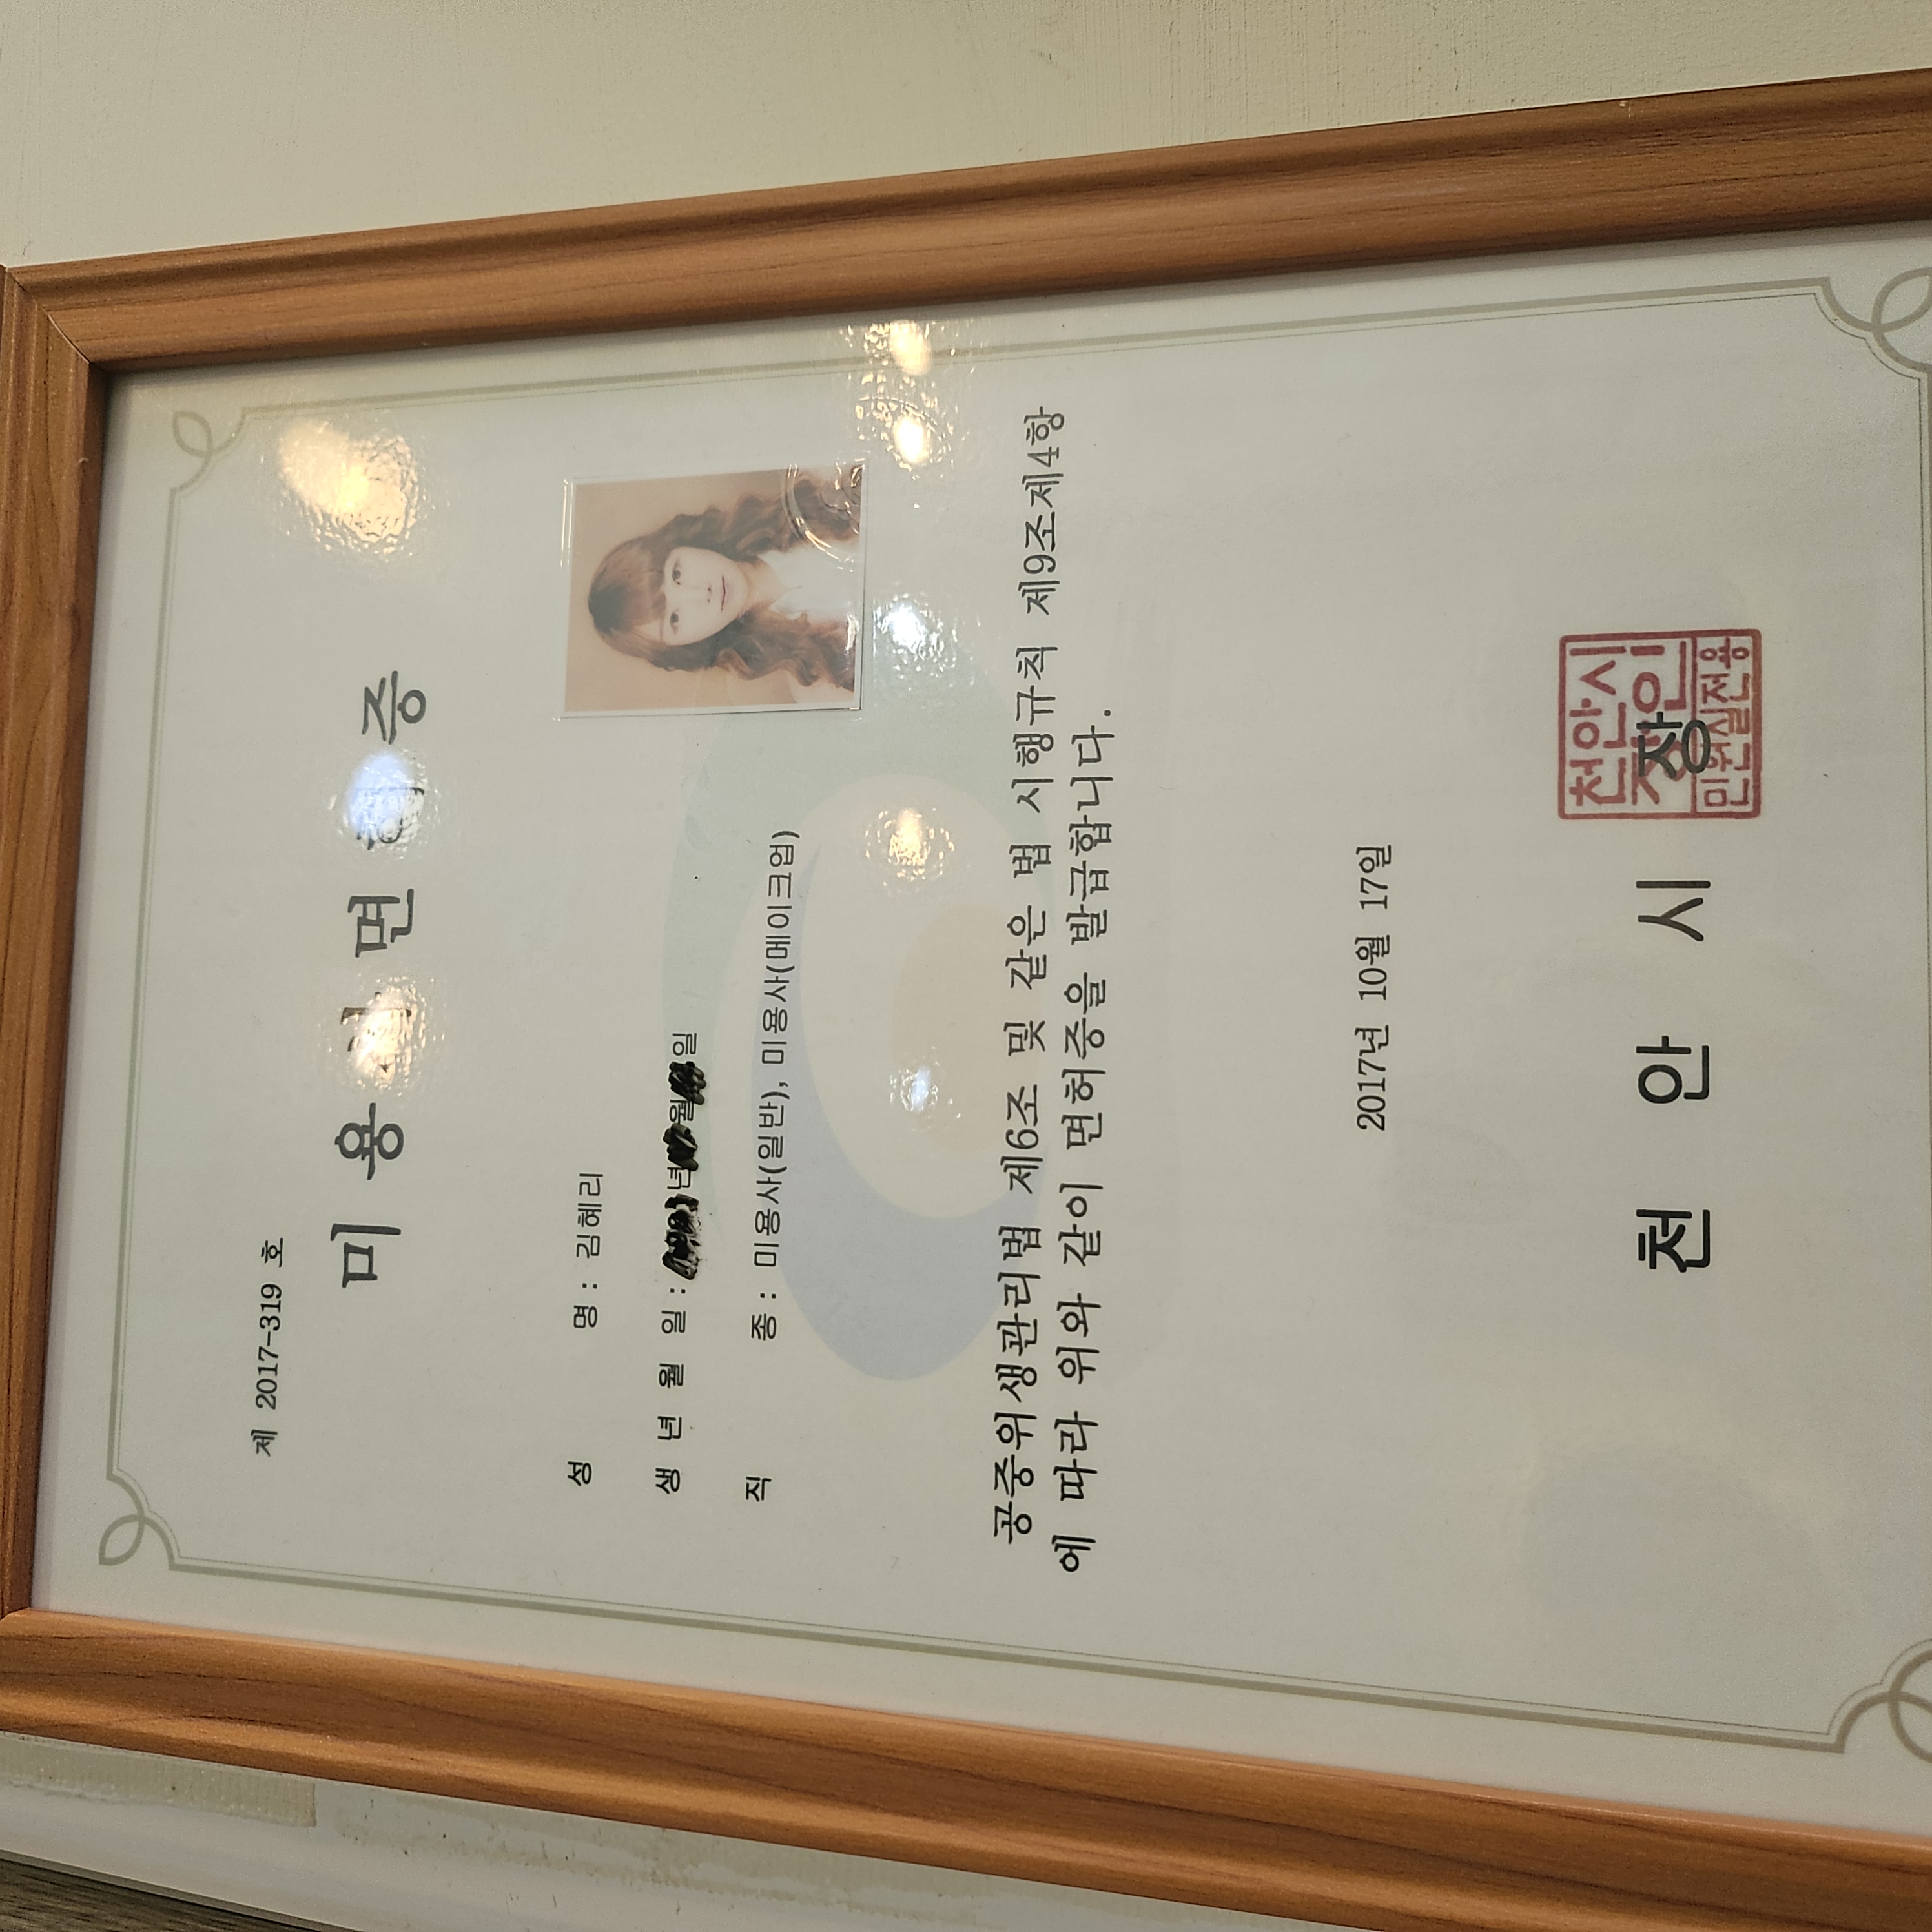 제 2017-319 호
미 용 사 면 허 증
성 명 : 김혜리
생 년 월 일 : 년 월 일
직 종 : 미용사(일반), 미용사(메이크업)
공중위생관리법 제6조 및 같은 법 시행규칙 제9조제4항
에 따라 위와 같이 면허증을 발급합니다.
2017년 10월 17일
천 안 시 장
천안시
장인
민원실전용